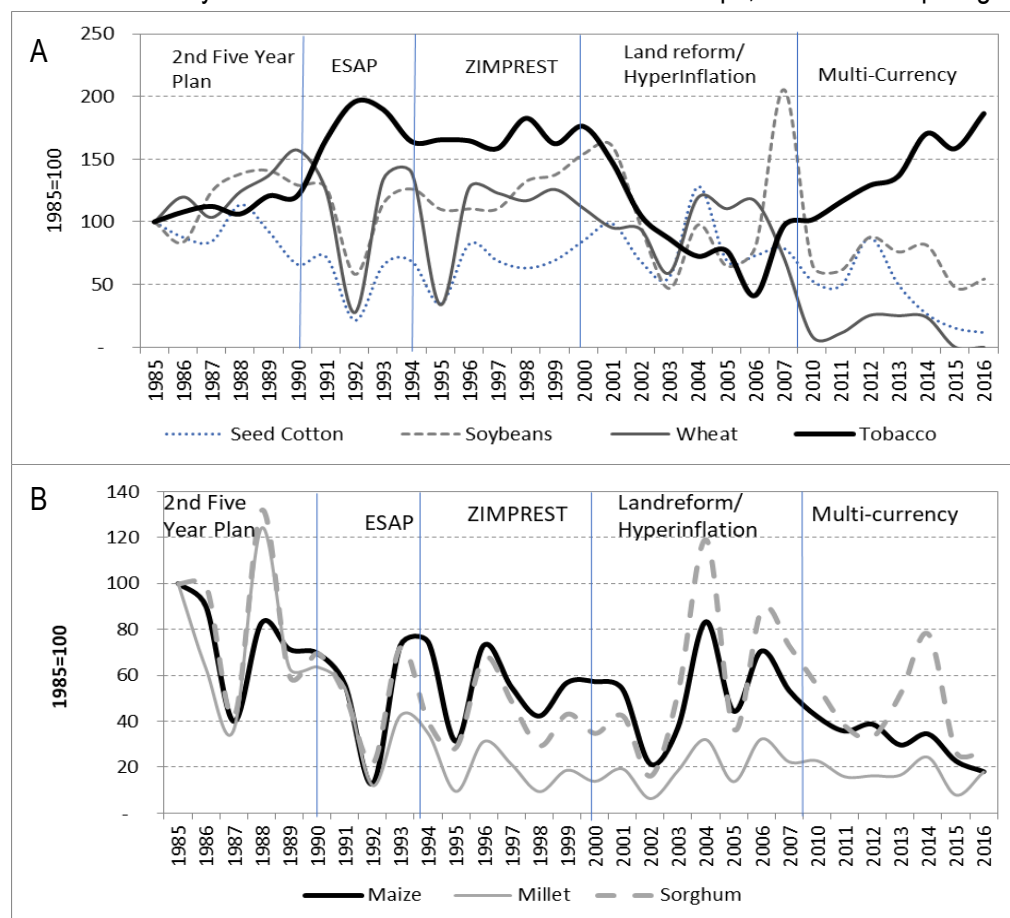 A
250
200
150
100
50
-
1985=100
2nd Five Year
Plan
ESAP
ZIMPREST
Land reform/
HyperInflation
Multi-Currency
1985 1986 1987 1988 1989 1990 1991 1992 1993 1994 1995 1996 1997 1998 1999 2000 2001 2002 2003 2004 2005 2006 2007 2010 2011 2012 2013 2014 2015 2016
Seed Cotton Soybeans Wheat Tobacco
B
140
120
100
80
60
40
20
-
1985=100
2nd Five
Year Plan
ESAP
ZIMPREST
Landreform/
Hyperinflation
Multi-currency
1985 1986 1987 1988 1989 1990 1991 1992 1993 1994 1995 1996 1997 1998 1999 2000 2001 2002 2003 2004 2005 2006 2007 2010 2011 2012 2013 2014 2015 2016
Maize Millet Sorghum